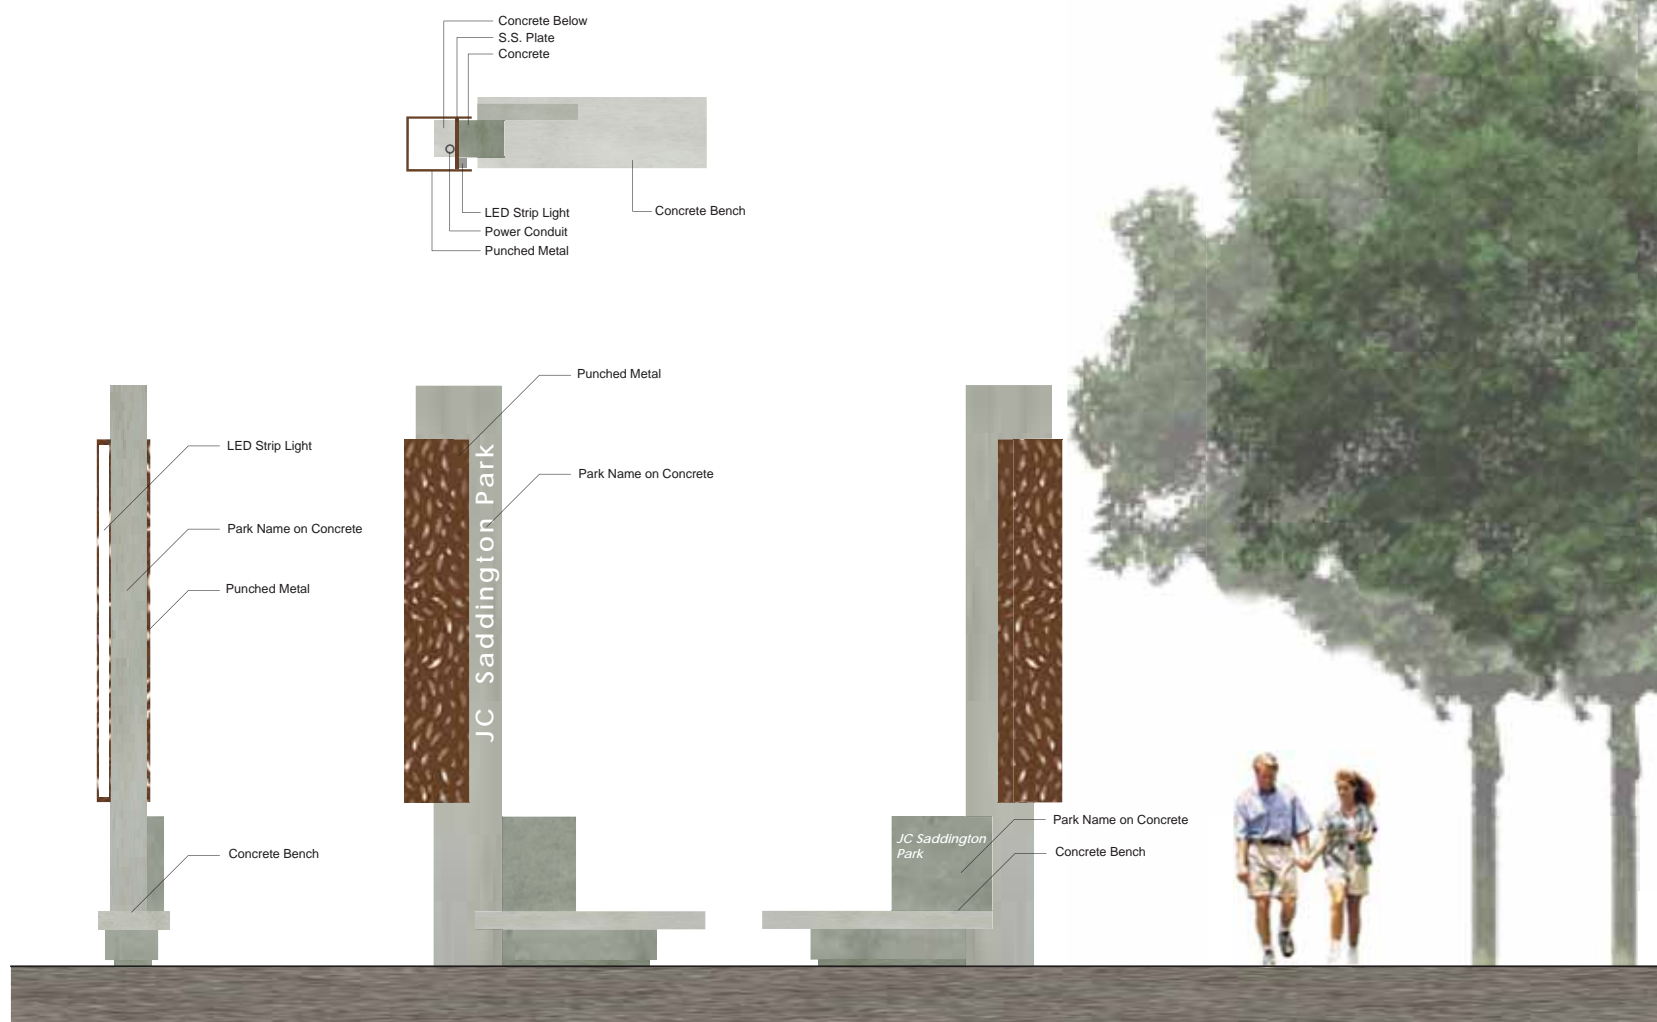 Concrete Below
S.S. Plate
Concrete
LED Strip Light
Power Conduit
Punched Metal
Concrete Bench
LED Strip Light
Park Name on Concrete
Punched Metal
Concrete Bench
Punched Metal
Park Name on Concrete
JC Saddington Park
JC Saddington
Park
Park Name on Concrete
Concrete Bench